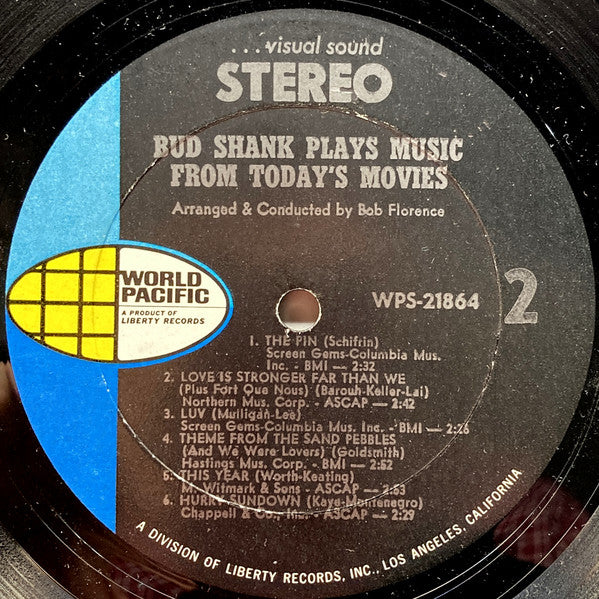 ...visual sound
STEREO
BUD SHANK PLAYS MUSIC
FROM TODAY'S MOVIES
Arranged & Conducted by Bob Florence
WORLD
PACIFIC
A PRODUCT OF
LIBERTY RECORDS
WPS-21864
2
1. THE PIN (Schifrin)
Screen Gems-Columbia Mus.
Inc. - BMI — 2:32
2. LOVE IS STRONGER FAR THAN WE
(Plus Fort Que Nous) (Barouh-Keller-Lai)
Northern Mus. Corp. - ASCAP — 2:42
3. LUV (Mulligan-Lee)
Screen Gems-Columbia Mus. Inc. - BMI — 2:26
4. THEME FROM THE SAND PEBBLES
(And We Were Lovers) (Goldsmith)
Hastings Mus. Corp. - BMI — 2:52
5. THIS YEAR (Worth-Keating)
M. Witmark & Sons - ASCAP — 2:53
6. HURRY SUNDOWN (Kaye-Montenegro)
Chappell & Co., Inc. - ASCAP — 2:29
A DIVISION OF LIBERTY RECORDS, INC., LOS ANGELES, CALIFORNIA